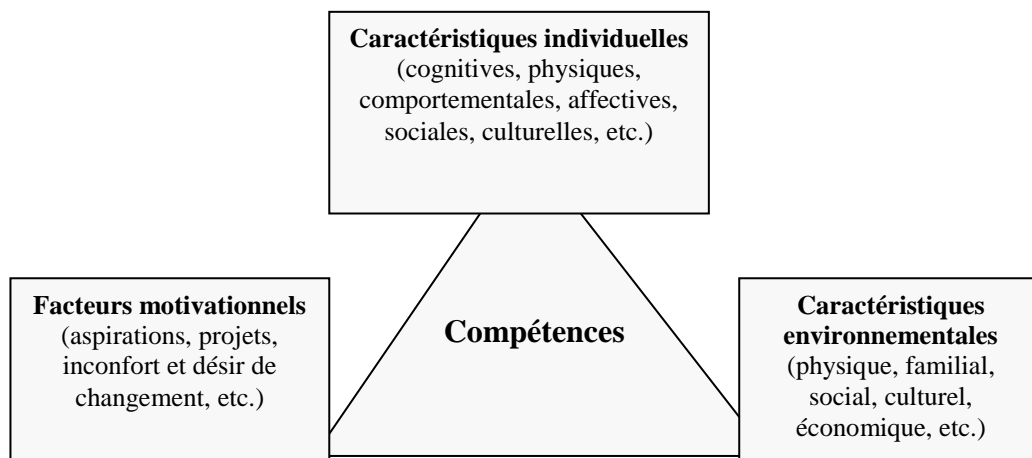 Caractéristiques individuelles
(cognitives, physiques,
comportementales, affectives,
sociales, culturelles, etc.)
Facteurs motivationnels
(aspirations, projets,
inconfort et désir de
changement, etc.)
Compétences
Caractéristiques
environnementales
(physique, familial,
social, culturel,
économique, etc.)